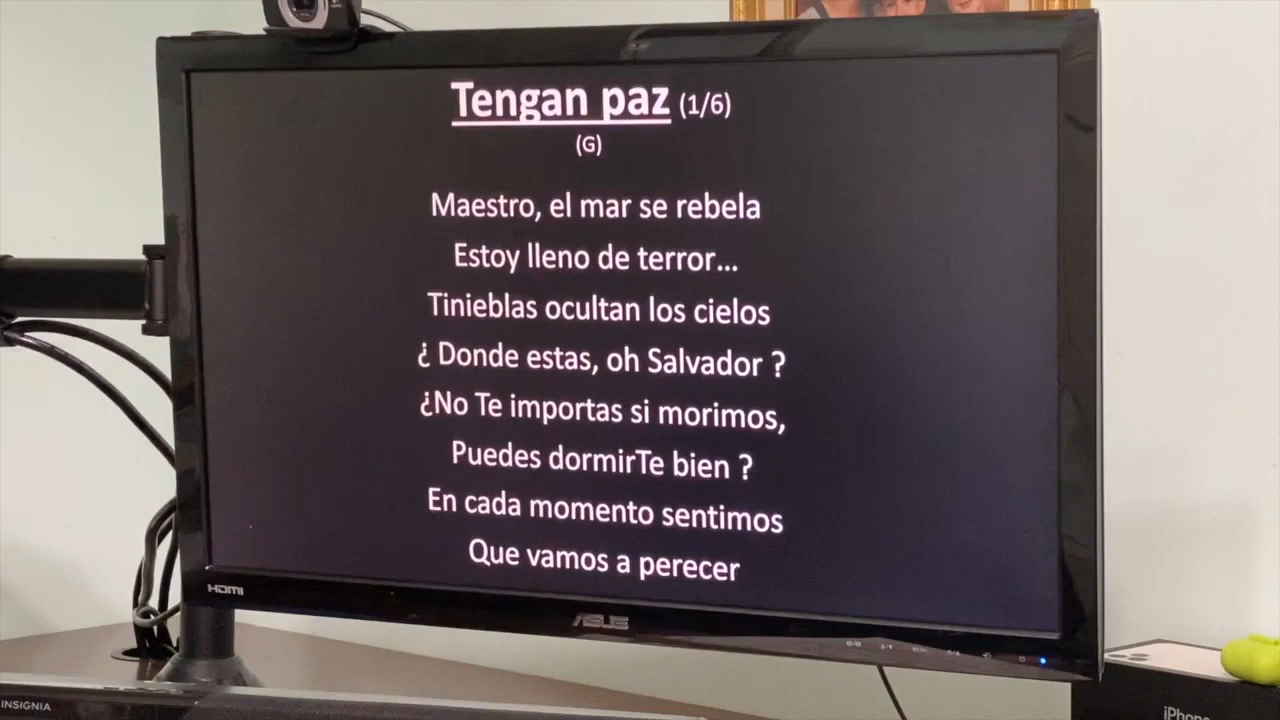 Tengan paz (1/6)
(G)
Maestro, el mar se rebela
Estoy lleno de terror...
Tinieblas ocultan los cielos
¿ Donde estas, oh Salvador ?
¿No Te importas si morimos,
Puedes dormirTe bien ?
En cada momento sentimos
Que vamos a perecer
HDMI
ASUS
INSIGNIA